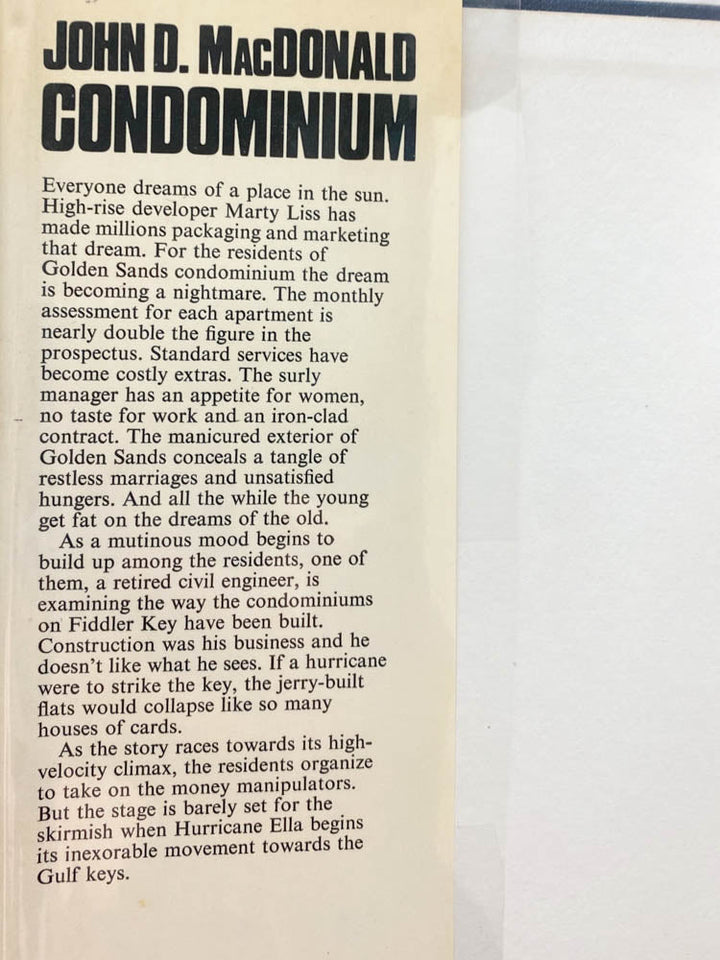 JOHN D. MACDONALD
CONDOMINIUM
Everyone dreams of a place in the sun.
High-rise developer Marty Liss has
made millions packaging and marketing
that dream. For the residents of
Golden Sands condominium the dream
is becoming a nightmare. The monthly
assessment for each apartment is
nearly double the figure in the
prospectus. Standard services have
become costly extras. The surly
manager has an appetite for women,
no taste for work and an iron-clad
contract. The manicured exterior of
Golden Sands conceals a tangle of
restless marriages and unsatisfied
hungers. And all the while the young
get fat on the dreams of the old.
As a mutinous mood begins to
build up among the residents, one of
them, a retired civil engineer, is
examining the way the condominiums
on Fiddler Key have been built.
Construction was his business and he
doesn't like what he sees. If a hurricane
were to strike the key, the jerry-built
flats would collapse like so many
houses of cards.
As the story races towards its high-
velocity climax, the residents organize
to take on the money manipulators.
But the stage is barely set for the
skirmish when Hurricane Ella begins
its inexorable movement towards the
Gulf keys.